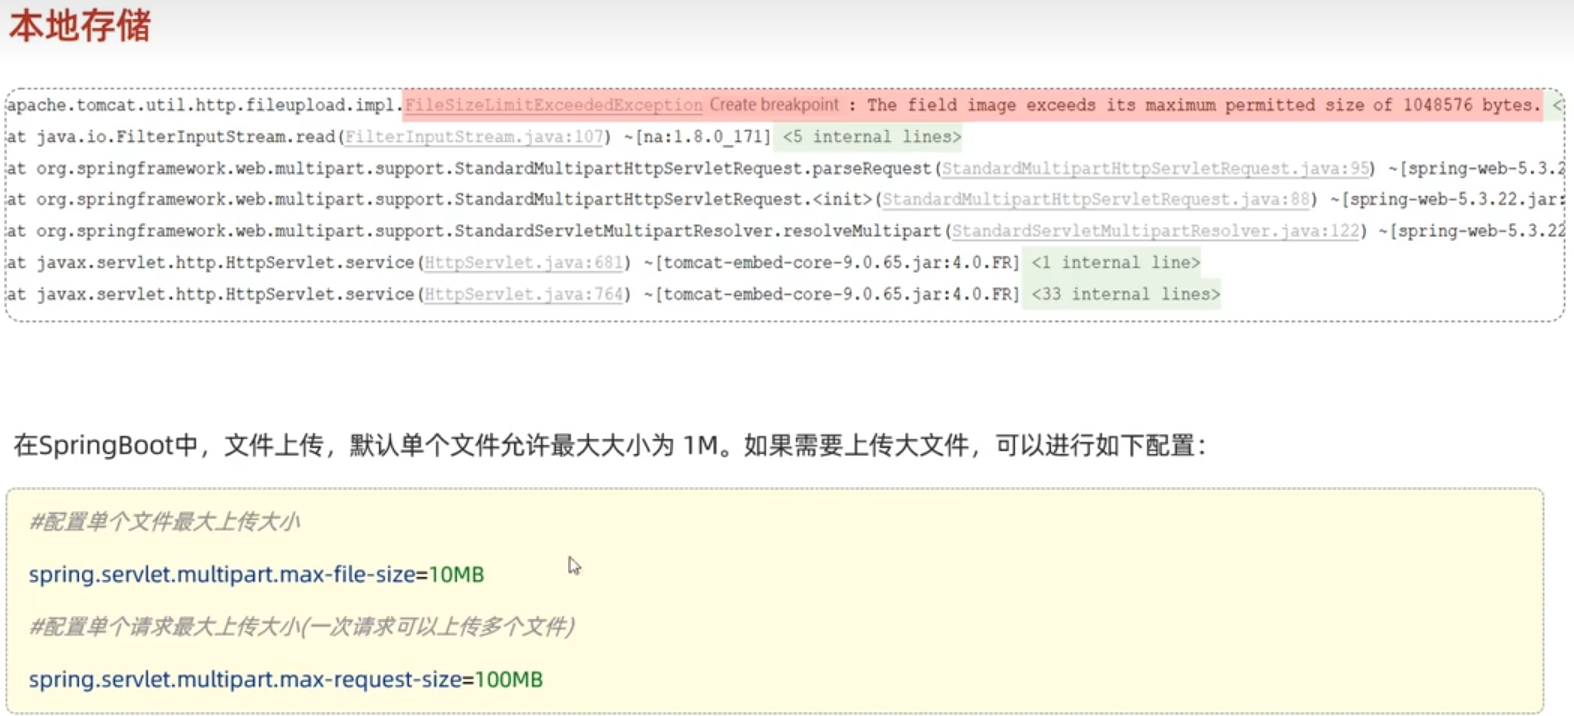 本地存储
apache.tomcat.util.http.fileupload.impl.FileSizeLimitExceededException Create breakpoint : The field image exceeds its maximum permitted size of 1048576 bytes. <
at java.io.FilterInputStream.read(FilterInputStream.java:107) ~[na:1.8.0_171] <5 internal lines>
at org.springframework.web.multipart.support.StandardMultipartHttpServletRequest.parseRequest(StandardMultipartHttpServletRequest.java:95) ~[spring-web-5.3.2
at org.springframework.web.multipart.support.StandardMultipartHttpServletRequest.<init>(StandardMultipartHttpServletRequest.java:88) ~[spring-web-5.3.22.jar:
at org.springframework.web.multipart.support.StandardServletMultipartResolver.resolveMultipart(StandardServletMultipartResolver.java:122) ~[spring-web-5.3.22
at javax.servlet.http.HttpServlet.service(HttpServlet.java:681) ~[tomcat-embed-core-9.0.65.jar:4.0.FR] <1 internal line>
at javax.servlet.http.HttpServlet.service(HttpServlet.java:764) ~[tomcat-embed-core-9.0.65.jar:4.0.FR] <33 internal lines>
在SpringBoot中，文件上传，默认单个文件允许最大大小为 1M。如果需要上传大文件，可以进行如下配置：
#配置单个文件最大上传大小
spring.servlet.multipart.max-file-size=10MB
#配置单个请求最大上传大小(一次请求可以上传多个文件)
spring.servlet.multipart.max-request-size=100MB